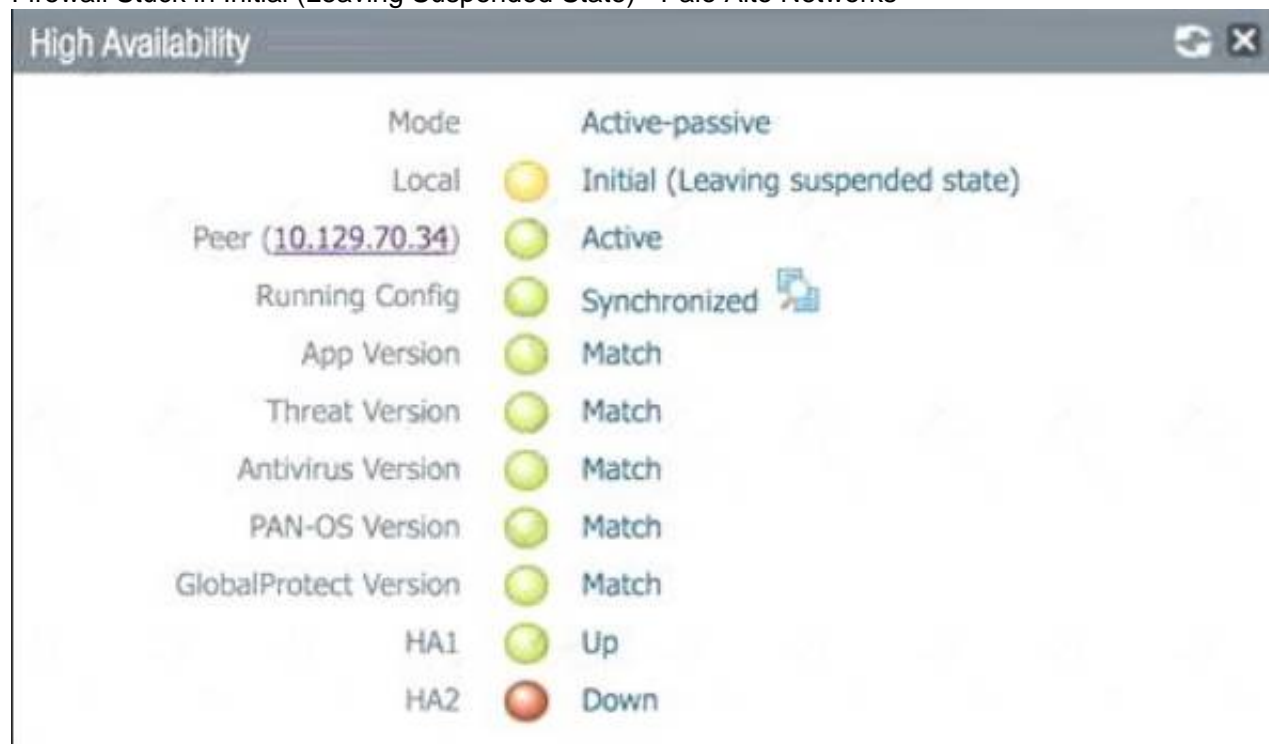 Firewall Stuck in Initial (Leaving Suspended State) - Palo Alto Networks
High Availability
Mode Active-passive
Local Initial (Leaving suspended state)
Peer (10.129.70.34) Active
Running Config Synchronized
App Version Match
Threat Version Match
Antivirus Version Match
PAN-OS Version Match
GlobalProtect Version Match
HA1 Up
HA2 Down